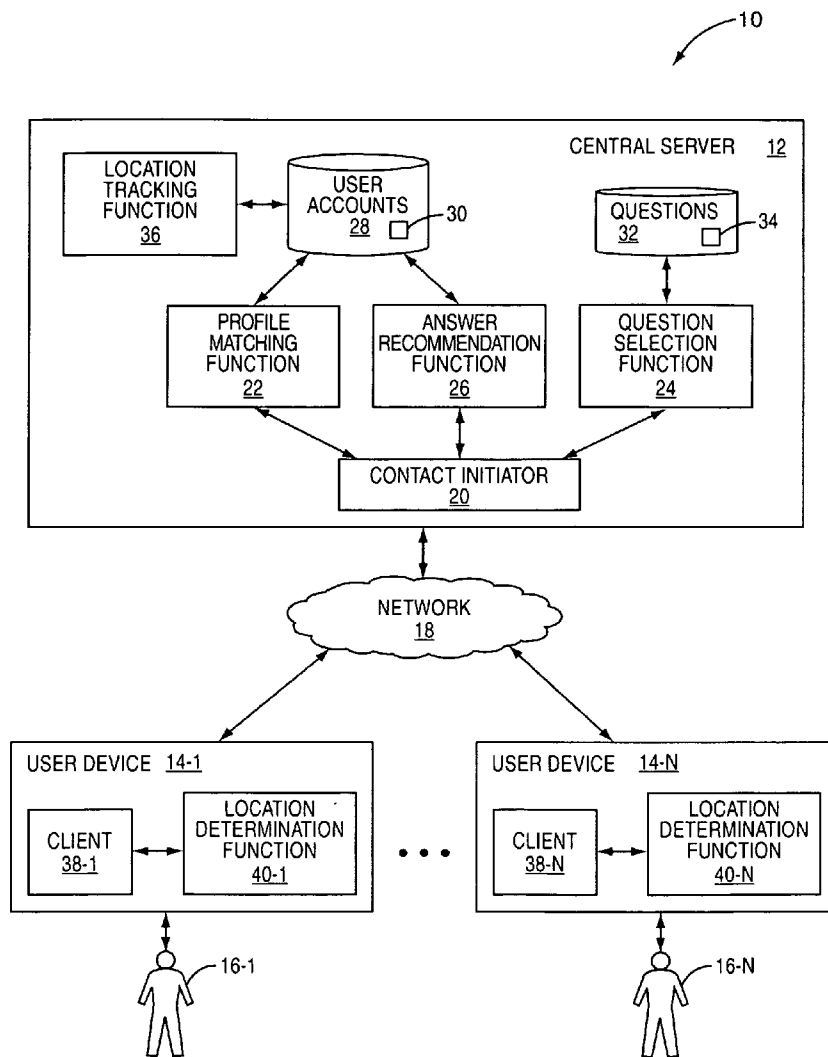 10
CENTRAL SERVER 12
LOCATION
TRACKING
FUNCTION
36
USER
ACCOUNTS
28
30
QUESTIONS
32
34
PROFILE
MATCHING
FUNCTION
22
ANSWER
RECOMMENDATION
FUNCTION
26
QUESTION
SELECTION
FUNCTION
24
CONTACT INITIATOR
20
NETWORK
18
USER DEVICE 14-1
CLIENT
38-1
LOCATION
DETERMINATION
FUNCTION
40-1
USER DEVICE 14-N
CLIENT
38-N
LOCATION
DETERMINATION
FUNCTION
40-N
16-1
16-N